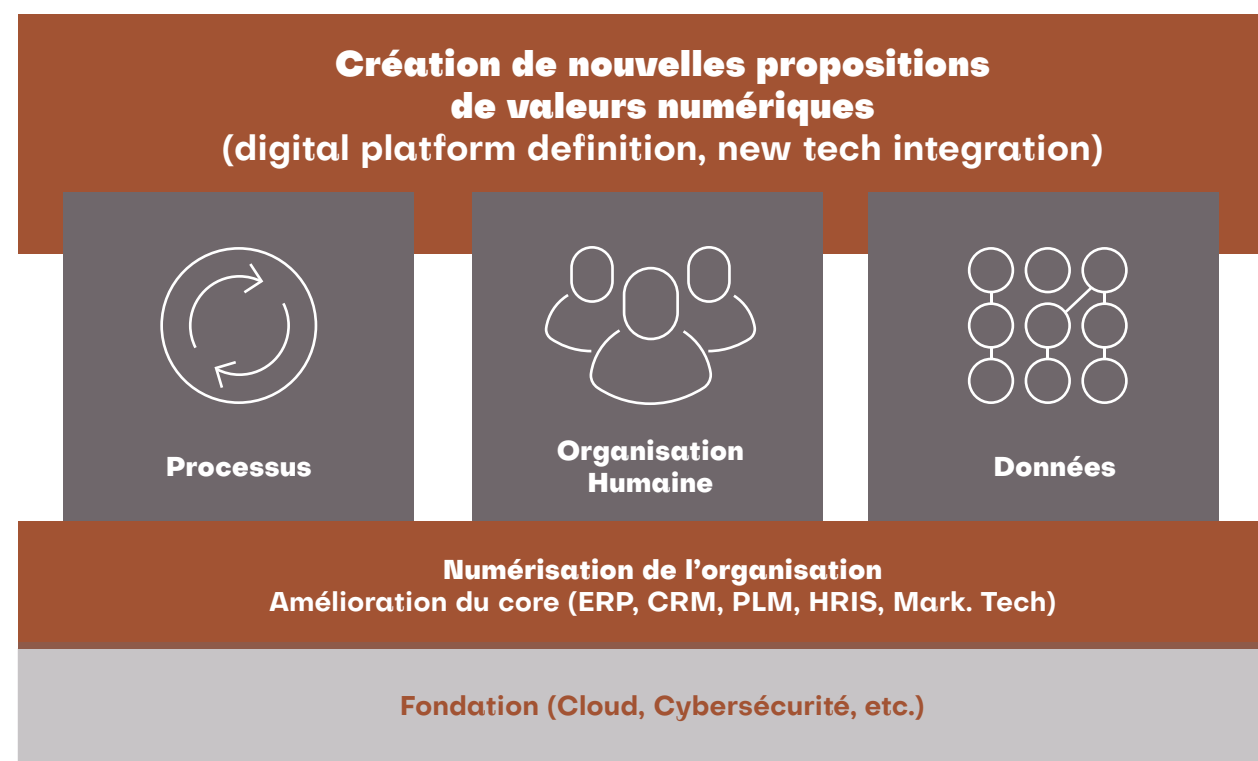 Création de nouvelles propositions
de valeurs numériques
(digital platform definition, new tech integration)
Processus
Organisation
Humaine
Données
Numérisation de l’organisation
Amélioration du core (ERP, CRM, PLM, HRIS, Mark. Tech)
Fondation (Cloud, Cybersécurité, etc.)